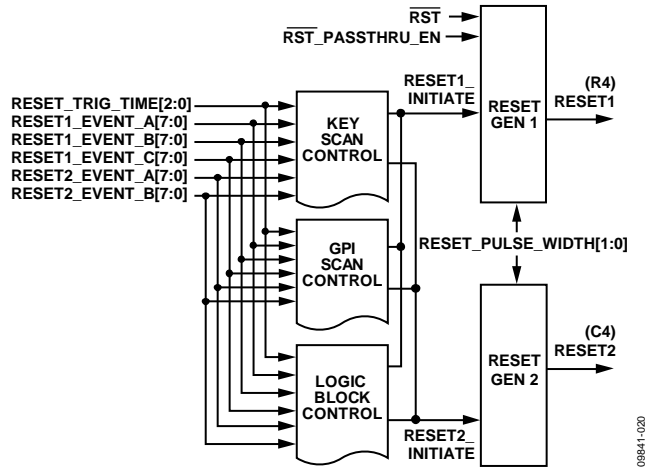 RST
RST_PASSTHRU_EN
RESET_TRIG_TIME[2:0]
RESET1_EVENT_A[7:0]
RESET1_EVENT_B[7:0]
RESET1_EVENT_C[7:0]
RESET2_EVENT_A[7:0]
RESET2_EVENT_B[7:0]
KEY
SCAN
CONTROL
RESET1_
INITIATE
RESET
GEN 1
(R4)
RESET1
GPI
SCAN
CONTROL
RESET_PULSE_WIDTH[1:0]
LOGIC
BLOCK
CONTROL
RESET2_
INITIATE
RESET
GEN 2
(C4)
RESET2
09841-020